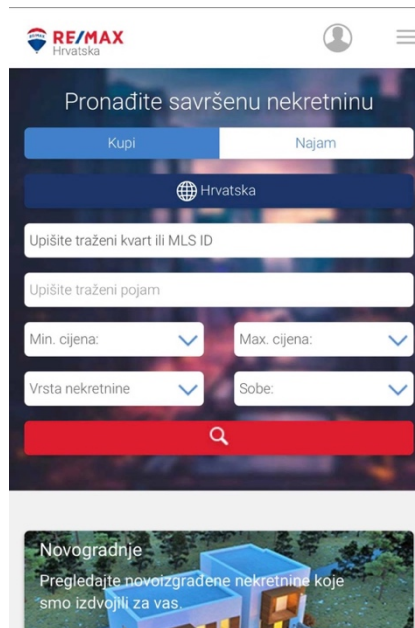 RE/MAX
Hrvatska
Pronađite savršenu nekretninu
Kupi
Najam
Hrvatska
Upišite traženi kvart ili MLS ID
Upišite traženi pojam
Min. cijena:
Max. cijena:
Vrsta nekretnine
Sobe:
Novogradnje
Pregledajte novoizgrađene nekretnine koje
smo izdvojili za vas.